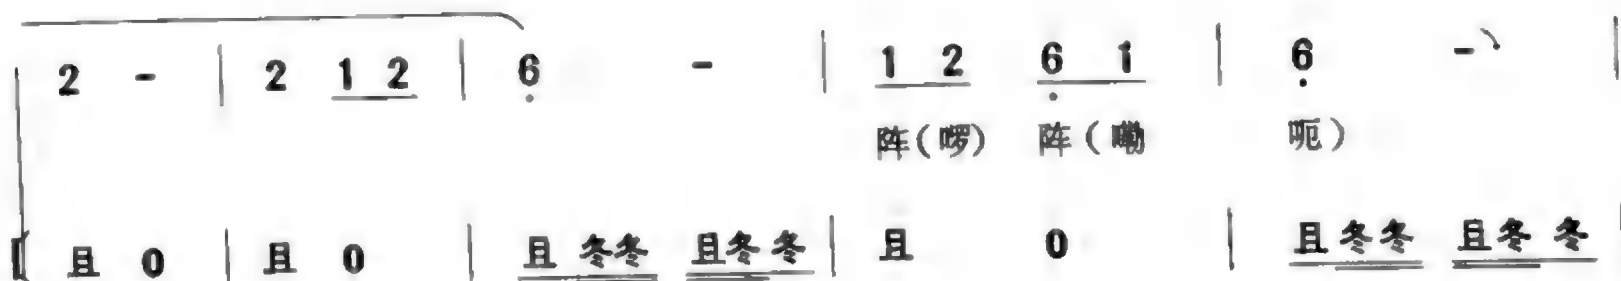 2 - | 2 1 2 | 6̣ - | 1 2 6̣ 1 | 6̣ - |
阵(啰) 阵(嘞 呃)
且 0 | 且 0 | 且 冬冬 且冬 冬 | 且 0 | 且 冬冬 且冬 冬